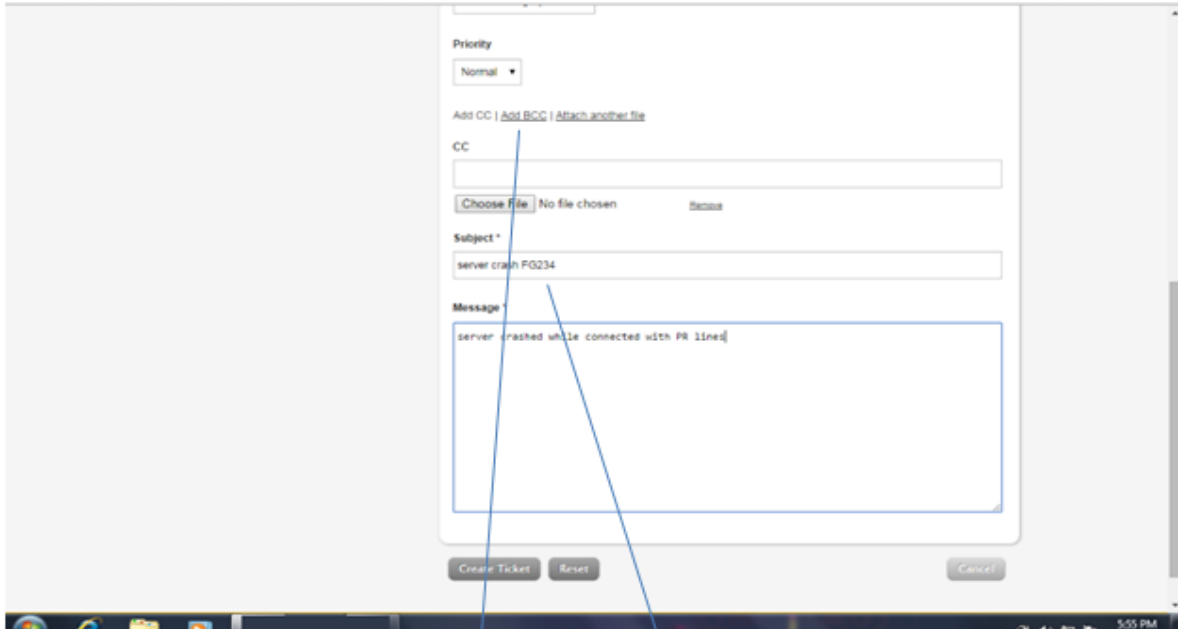 Priority
Normal
Add CC | Add BCC | Attach another file
CC
Choose File No file chosen Remove
Subject *
server crash FG234
Message *
server crashed while connected with PR lines
Create Ticket Reset Cancel
5:55 PM